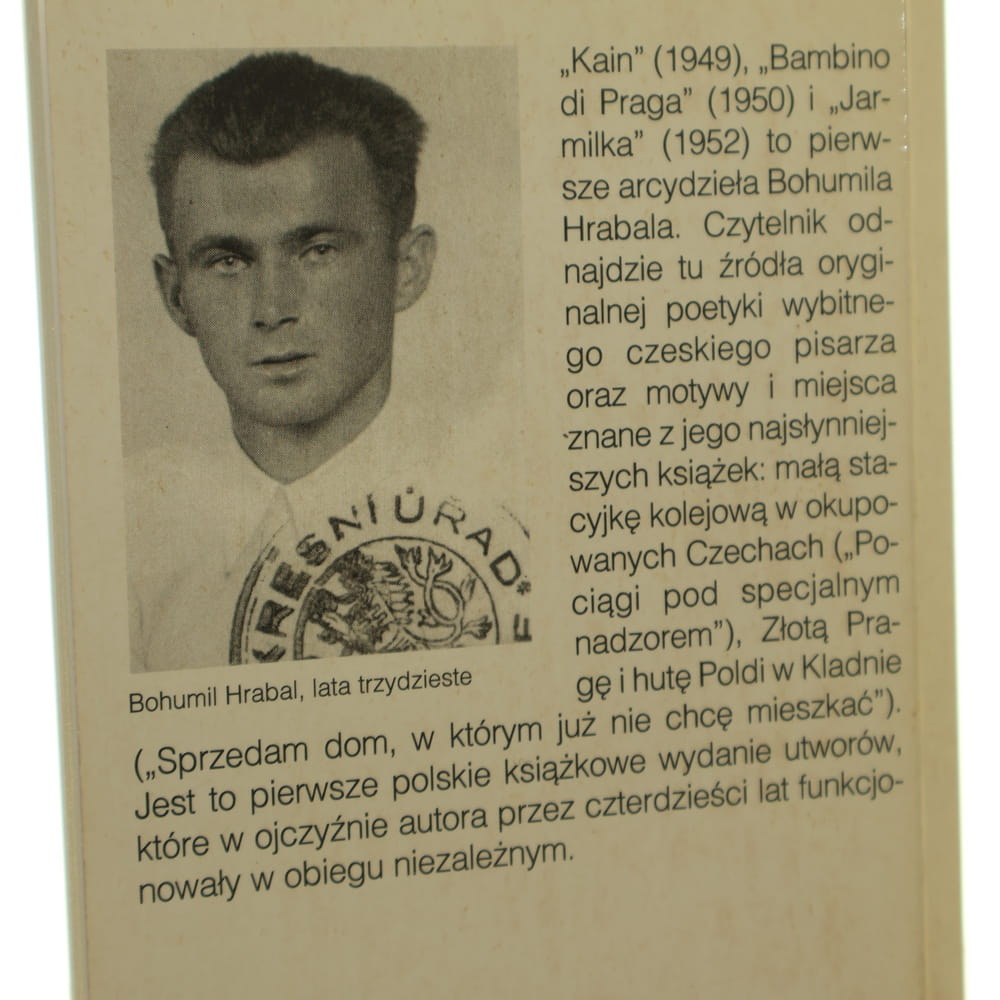 „Kain” (1949), „Bambino
di Praga” (1950) i „Jar-
milka” (1952) to pierw-
sze arcydzieła Bohumila
Hrabala. Czytelnik od-
najdzie tu źródła orygi-
nalnej poetyki wybitne-
go czeskiego pisarza
oraz motywy i miejsca
znane z jego najsłynniej-
szych książek: małą sta-
cyjkę kolejową w okupo-
wanych Czechach („Po-
ciągi pod specjalnym
nadzorem”), Złotą Pra-
gę i hutę Poldi w Kladnie
(„Sprzedam dom, w którym już nie chcę mieszkać”).
Jest to pierwsze polskie książkowe wydanie utworów,
które w ojczyźnie autora przez czterdzieści lat funkcjo-
nowały w obiegu niezależnym.
KRESNI ÚRAD*
Bohumil Hrabal, lata trzydzieste